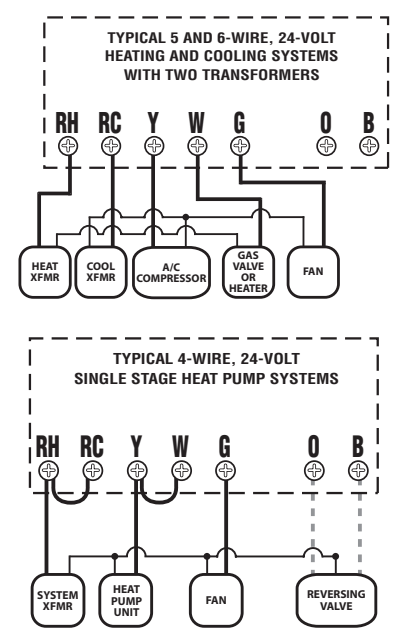 TYPICAL 5 AND 6-WIRE, 24-VOLT
HEATING AND COOLING SYSTEMS
WITH TWO TRANSFORMERS
RH RC Y W G O B
HEAT XFMR
COOL XFMR
A/C COMPRESSOR
GAS VALVE OR HEATER
FAN
TYPICAL 4-WIRE, 24-VOLT
SINGLE STAGE HEAT PUMP SYSTEMS
RH RC Y W G O B
SYSTEM XFMR
HEAT PUMP UNIT
FAN
REVERSING VALVE